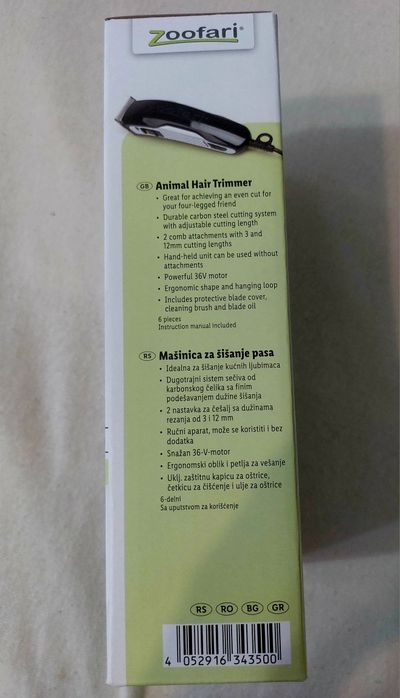 zoofari®
GB Animal Hair Trimmer
• Great for achieving an even cut for
your four-legged friend
• Durable carbon steel cutting system
with adjustable cutting length
• 2 comb attachments with 3 and
12mm cutting lengths
• Hand-held unit can be used without
attachments
• Powerful 36V motor
• Ergonomic shape and hanging loop
• Includes protective blade cover,
cleaning brush and blade oil
6 pieces
Instruction manual included
RS Mašinica za šišanje pasa
• Idealna za šišanje kućnih ljubimaca
• Dugotrajni sistem sečiva od
karbonskog čelika sa finim
podešavanjem dužine šišanja
• 2 nastavka za češalj sa dužinama
rezanja od 3 i 12 mm
• Ručni aparat, može se koristiti i bez
dodatka
• Snažan 36-V-motor
• Ergonomski oblik i petlja za vešanje
• Uklj. zaštitnu kapicu za oštrice,
četkicu za čišćenje i ulje za oštrice
6-delni
Sa uputstvom za korišćenje
RS RO BG GR
4 052916 343500